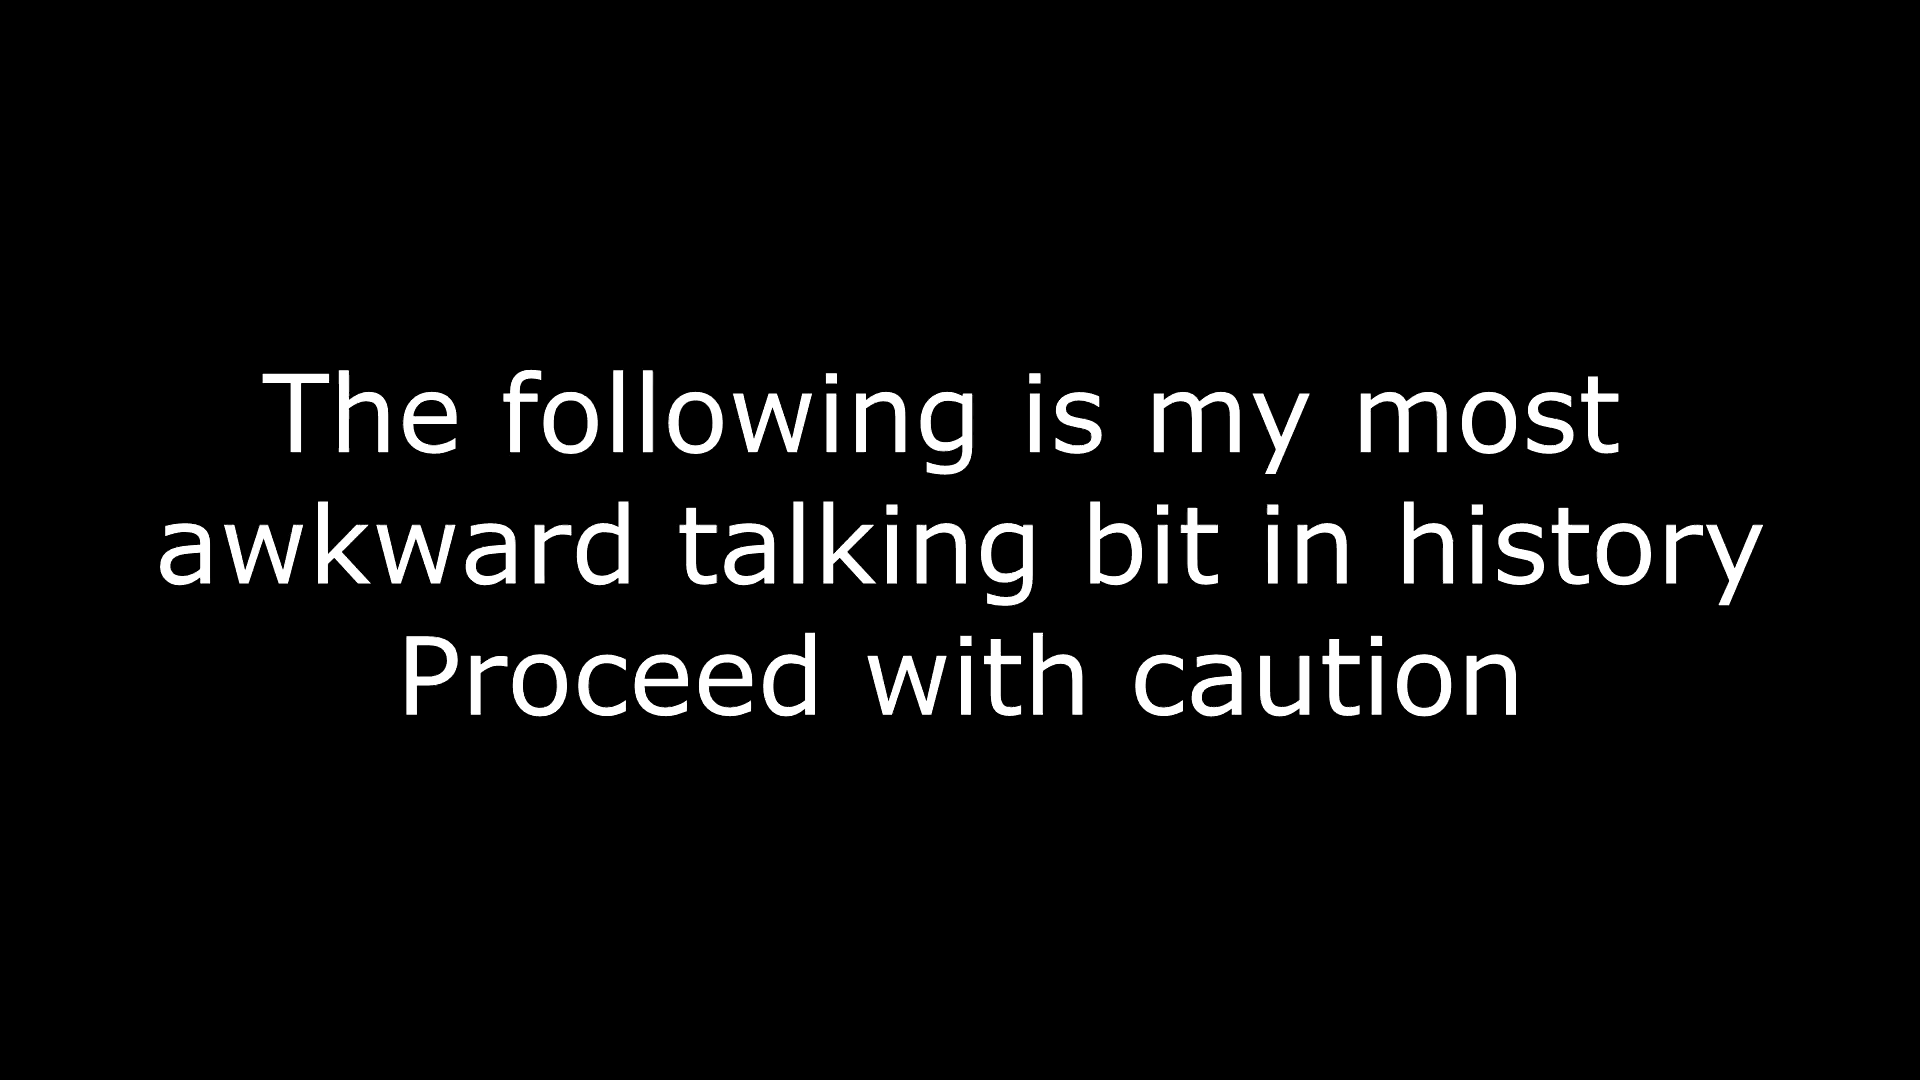 The following is my most
awkward talking bit in history
Proceed with caution